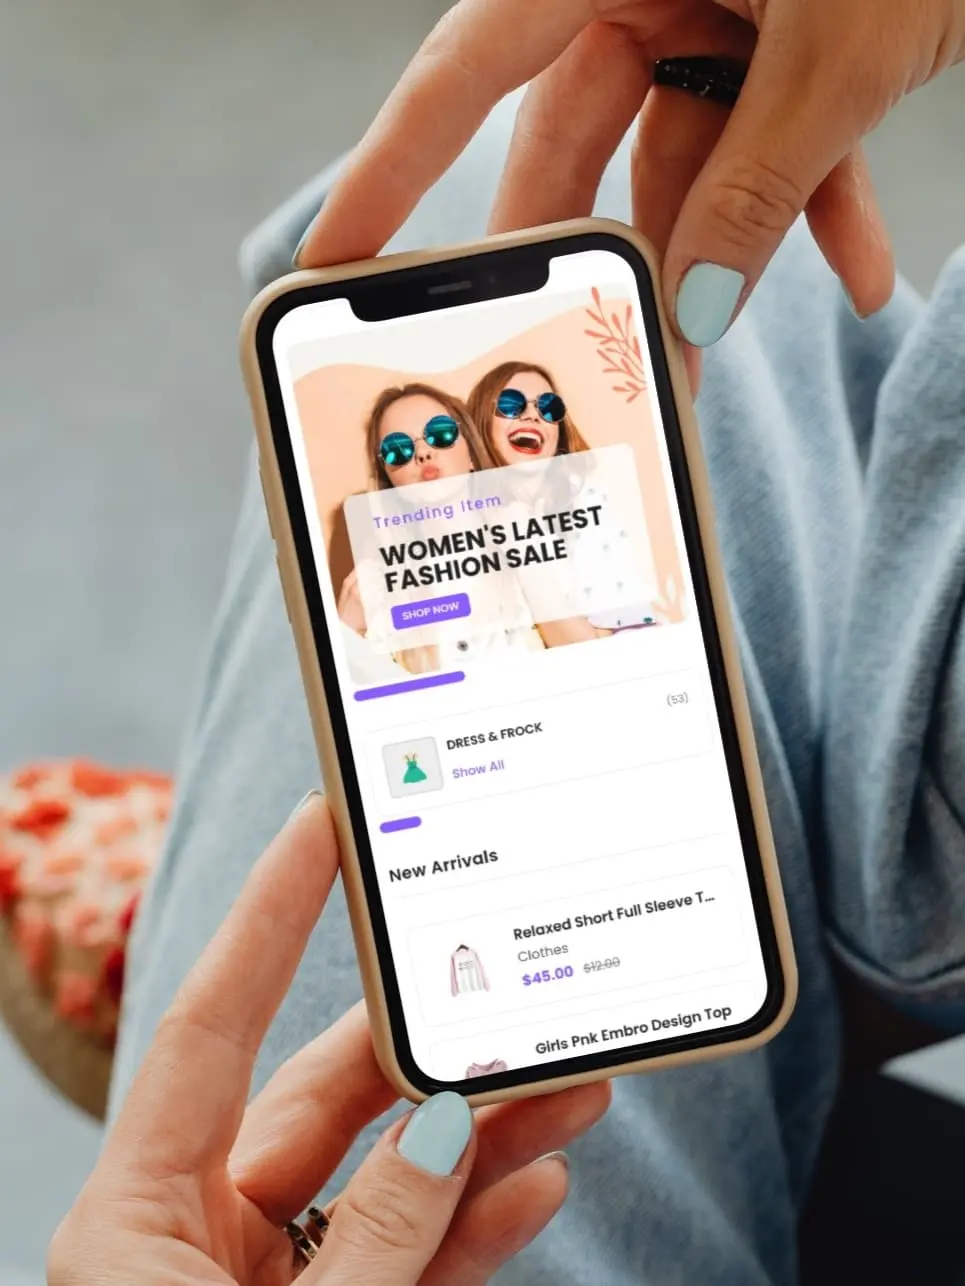 Trending Item
WOMEN'S LATEST
FASHION SALE
SHOP NOW
(53)
DRESS & FROCK
Show All
New Arrivals
Relaxed Short Full Sleeve T...
Clothes
$45.00 $12.00
Girls Pnk Embro Design Top